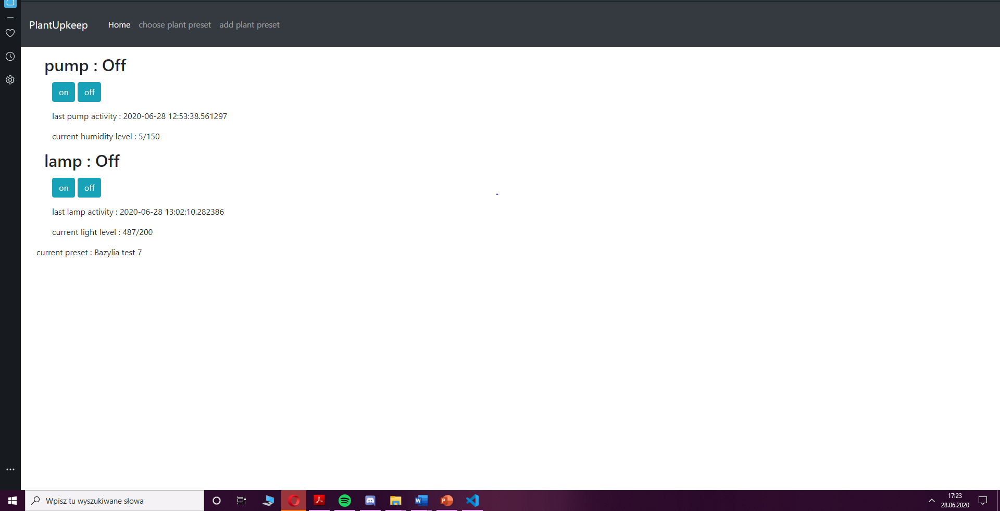 PlantUpkeep Home choose plant preset add plant preset
pump : Off
on off
last pump activity : 2020-06-28 12:53:38.561297
current humidity level : 5/150
lamp : Off
on off
last lamp activity : 2020-06-28 13:02:10.282386
current light level : 487/200
current preset : Bazylia test 7
Wpisz tu wyszukiwane słowa
17:23
28.06.2020